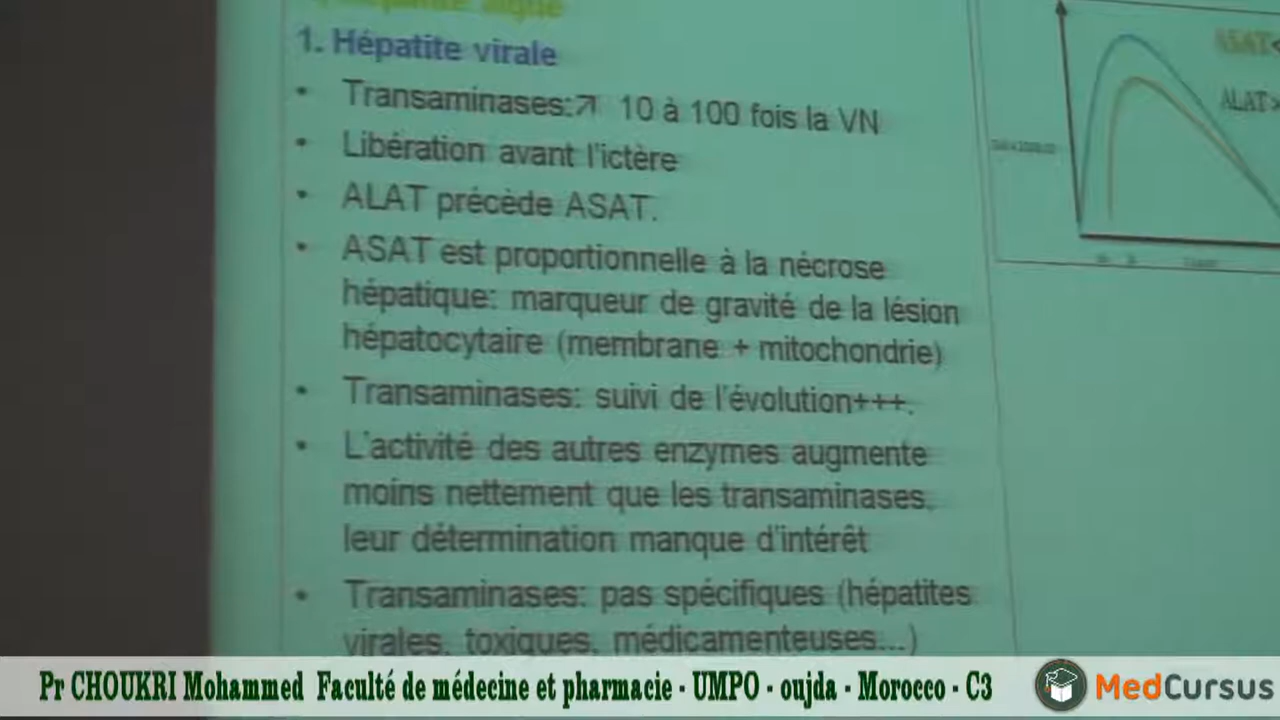 hépatite aiguë
1. Hépatite virale
• Transaminases:↗ 10 à 100 fois la VN
• Libération avant l'ictère
• ALAT précède ASAT.
• ASAT est proportionnelle à la nécrose
hépatique: marqueur de gravité de la lésion
hépatocytaire (membrane + mitochondrie)
• Transaminases: suivi de l'évolution+++.
• L'activité des autres enzymes augmente
moins nettement que les transaminases,
leur détermination manque d'intérêt
• Transaminases: pas spécifiques (hépatites
virales, toxiques, médicamenteuses...)
ASAT<
ALAT>
Pr CHOUKRI Mohammed Faculté de médecine et pharmacie - UMPO - oujda - Morocco - C3
MedCursus